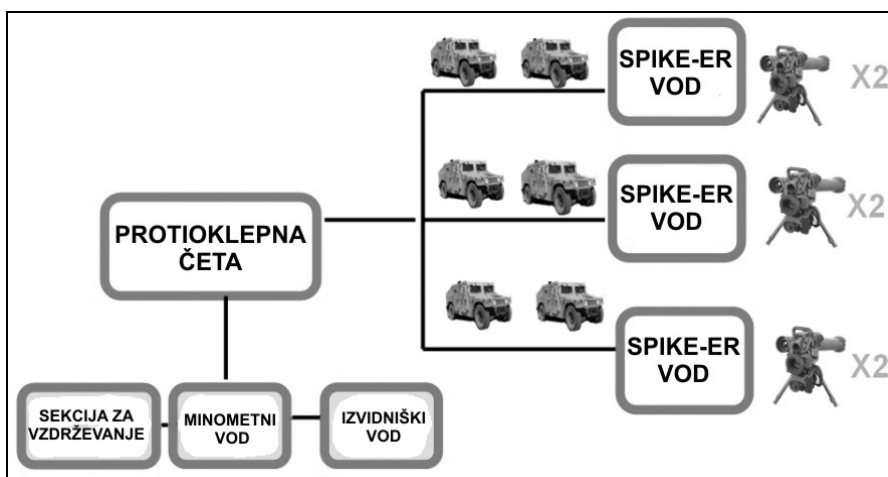 SPIKE-ER
VOD
X2
SPIKE-ER
VOD
X2
PROTIOKLEPNA
ČETA
SPIKE-ER
VOD
X2
SEKCIJA ZA
VZDRŽEVANJE
MINOMETNI
VOD
IZVIDNIŠKI
VOD